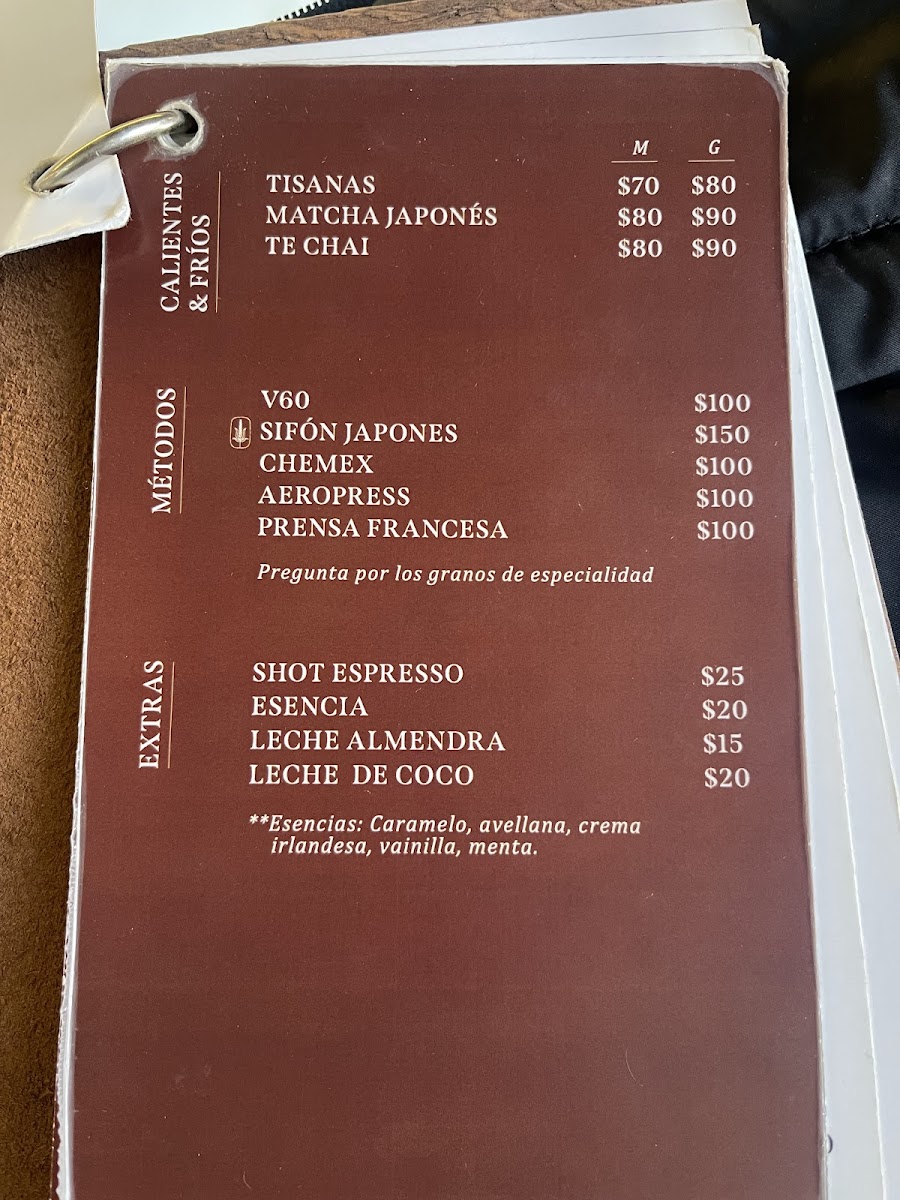 M G
CALIENTES
& FRÍOS
TISANAS $70 $80
MATCHA JAPONÉS $80 $90
TE CHAI $80 $90
MÉTODOS
V60 $100
SIFÓN JAPONES $150
CHEMEX $100
AEROPRESS $100
PRENSA FRANCESA $100
Pregunta por los granos de especialidad
EXTRAS
SHOT ESPRESSO $25
ESENCIA $20
LECHE ALMENDRA $15
LECHE DE COCO $20
**Esencias: Caramelo, avellana, crema
irlandesa, vainilla, menta.